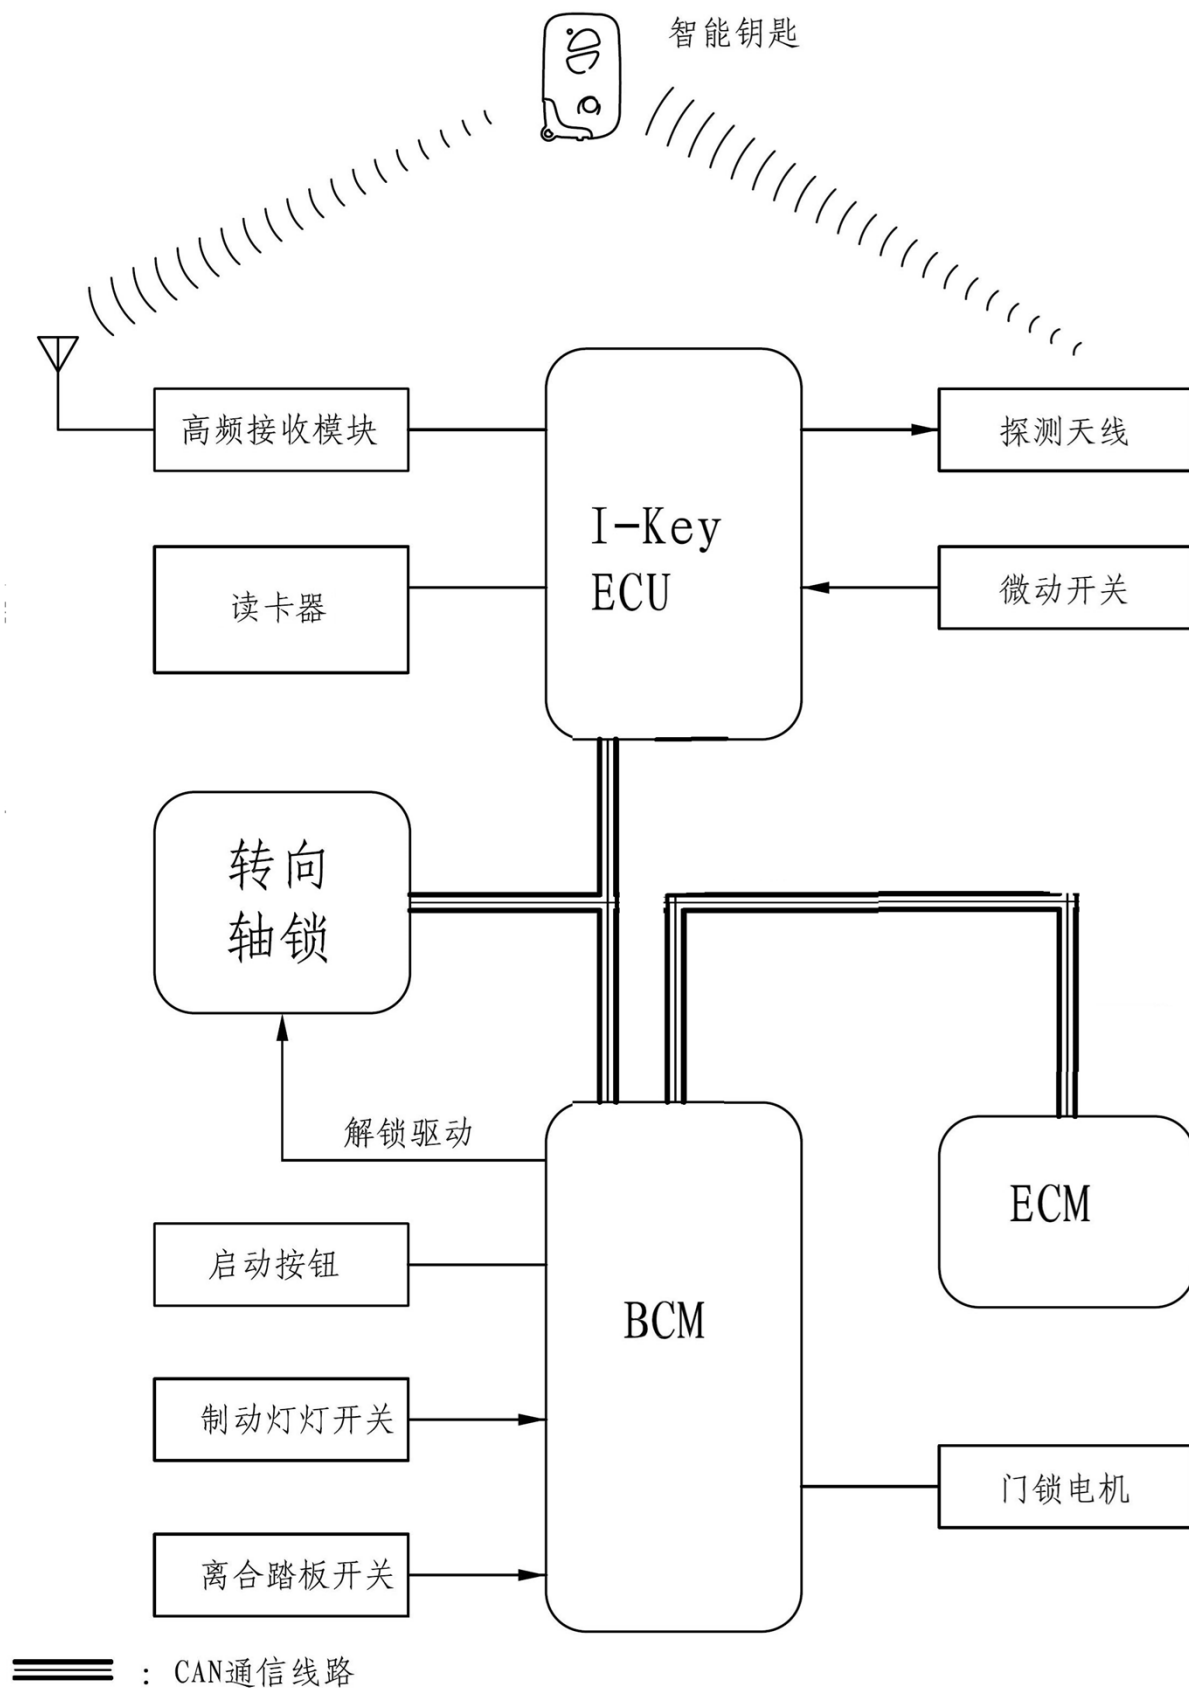 智能钥匙
高频接收模块
探测天线
I-Key
ECU
读卡器
微动开关
转向
轴锁
解锁驱动
ECM
启动按钮
BCM
制动灯灯开关
门锁电机
离合踏板开关
：CAN通信线路